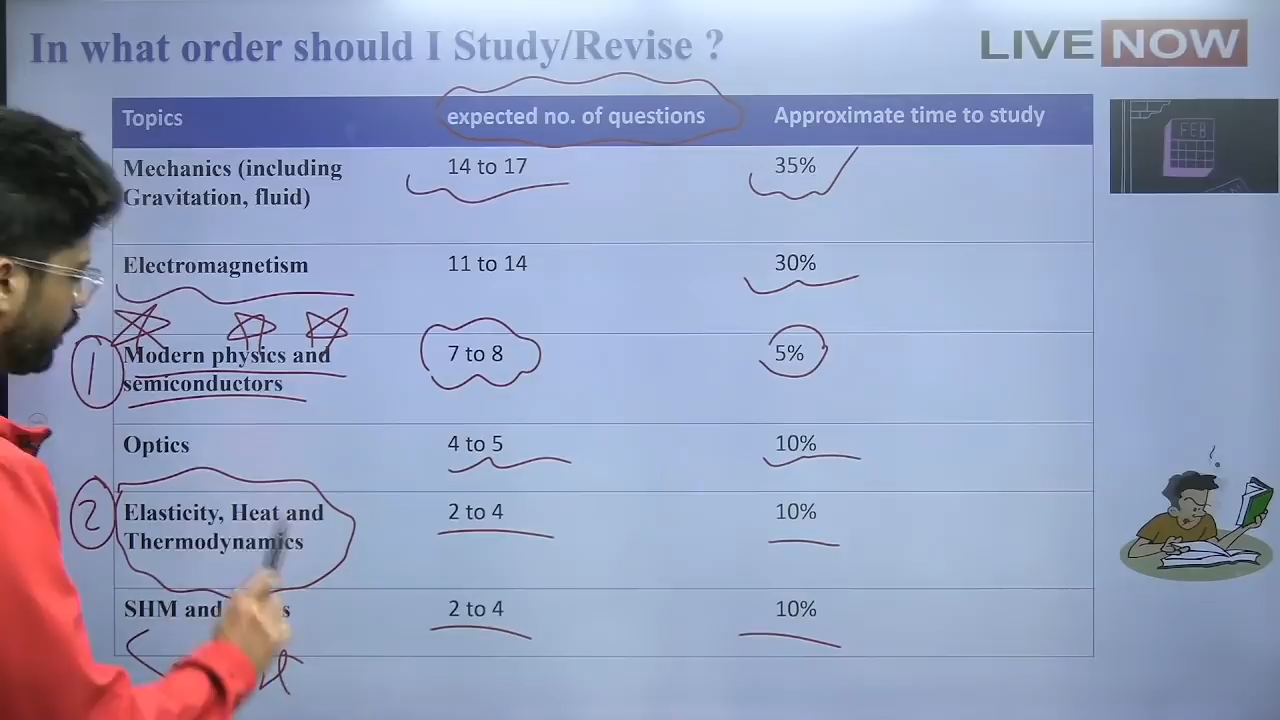 In what order should I Study/Revise ?
LIVE NOW
Topics
expected no. of questions
Approximate time to study
Mechanics (including
Gravitation, fluid)
14 to 17
35%
Electromagnetism
11 to 14
30%
1
Modern physics and
semiconductors
7 to 8
5%
Optics
4 to 5
10%
2
Elasticity, Heat and
Thermodynamics
2 to 4
10%
SHM and
2 to 4
10%
FEB